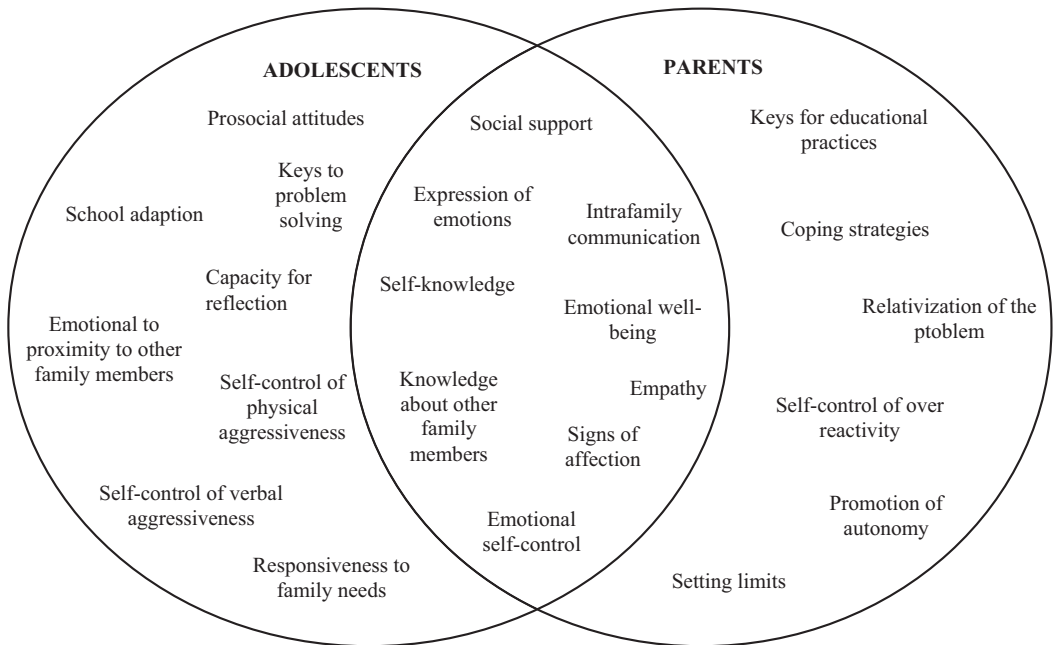 ADOLESCENTS
Prosocial attitudes
Keys to
problem
solving
School adaption
Capacity for
reflection
Emotional to
proximity to other
family members
Self-control of
physical
aggressiveness
Self-control of verbal
aggressiveness
Responsiveness to
family needs
Social support
Expression of
emotions
Intrafamily
communication
Self-knowledge
Emotional well-
being
Knowledge
about other
family
members
Empathy
Signs of
affection
Emotional
self-control
PARENTS
Keys for educational
practices
Coping strategies
Relativization of the
ptoblem
Self-control of over
reactivity
Promotion of
autonomy
Setting limits